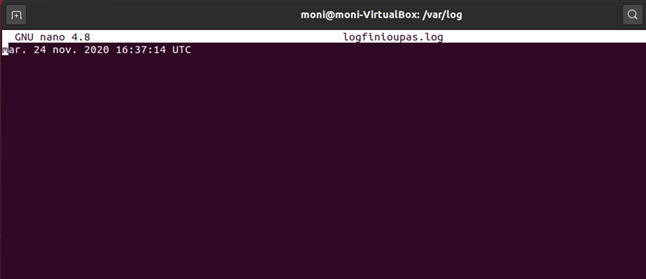 moni@moni-VirtualBox: /var/log
GNU nano 4.8 logfinioupas.log
mar. 24 nov. 2020 16:37:14 UTC